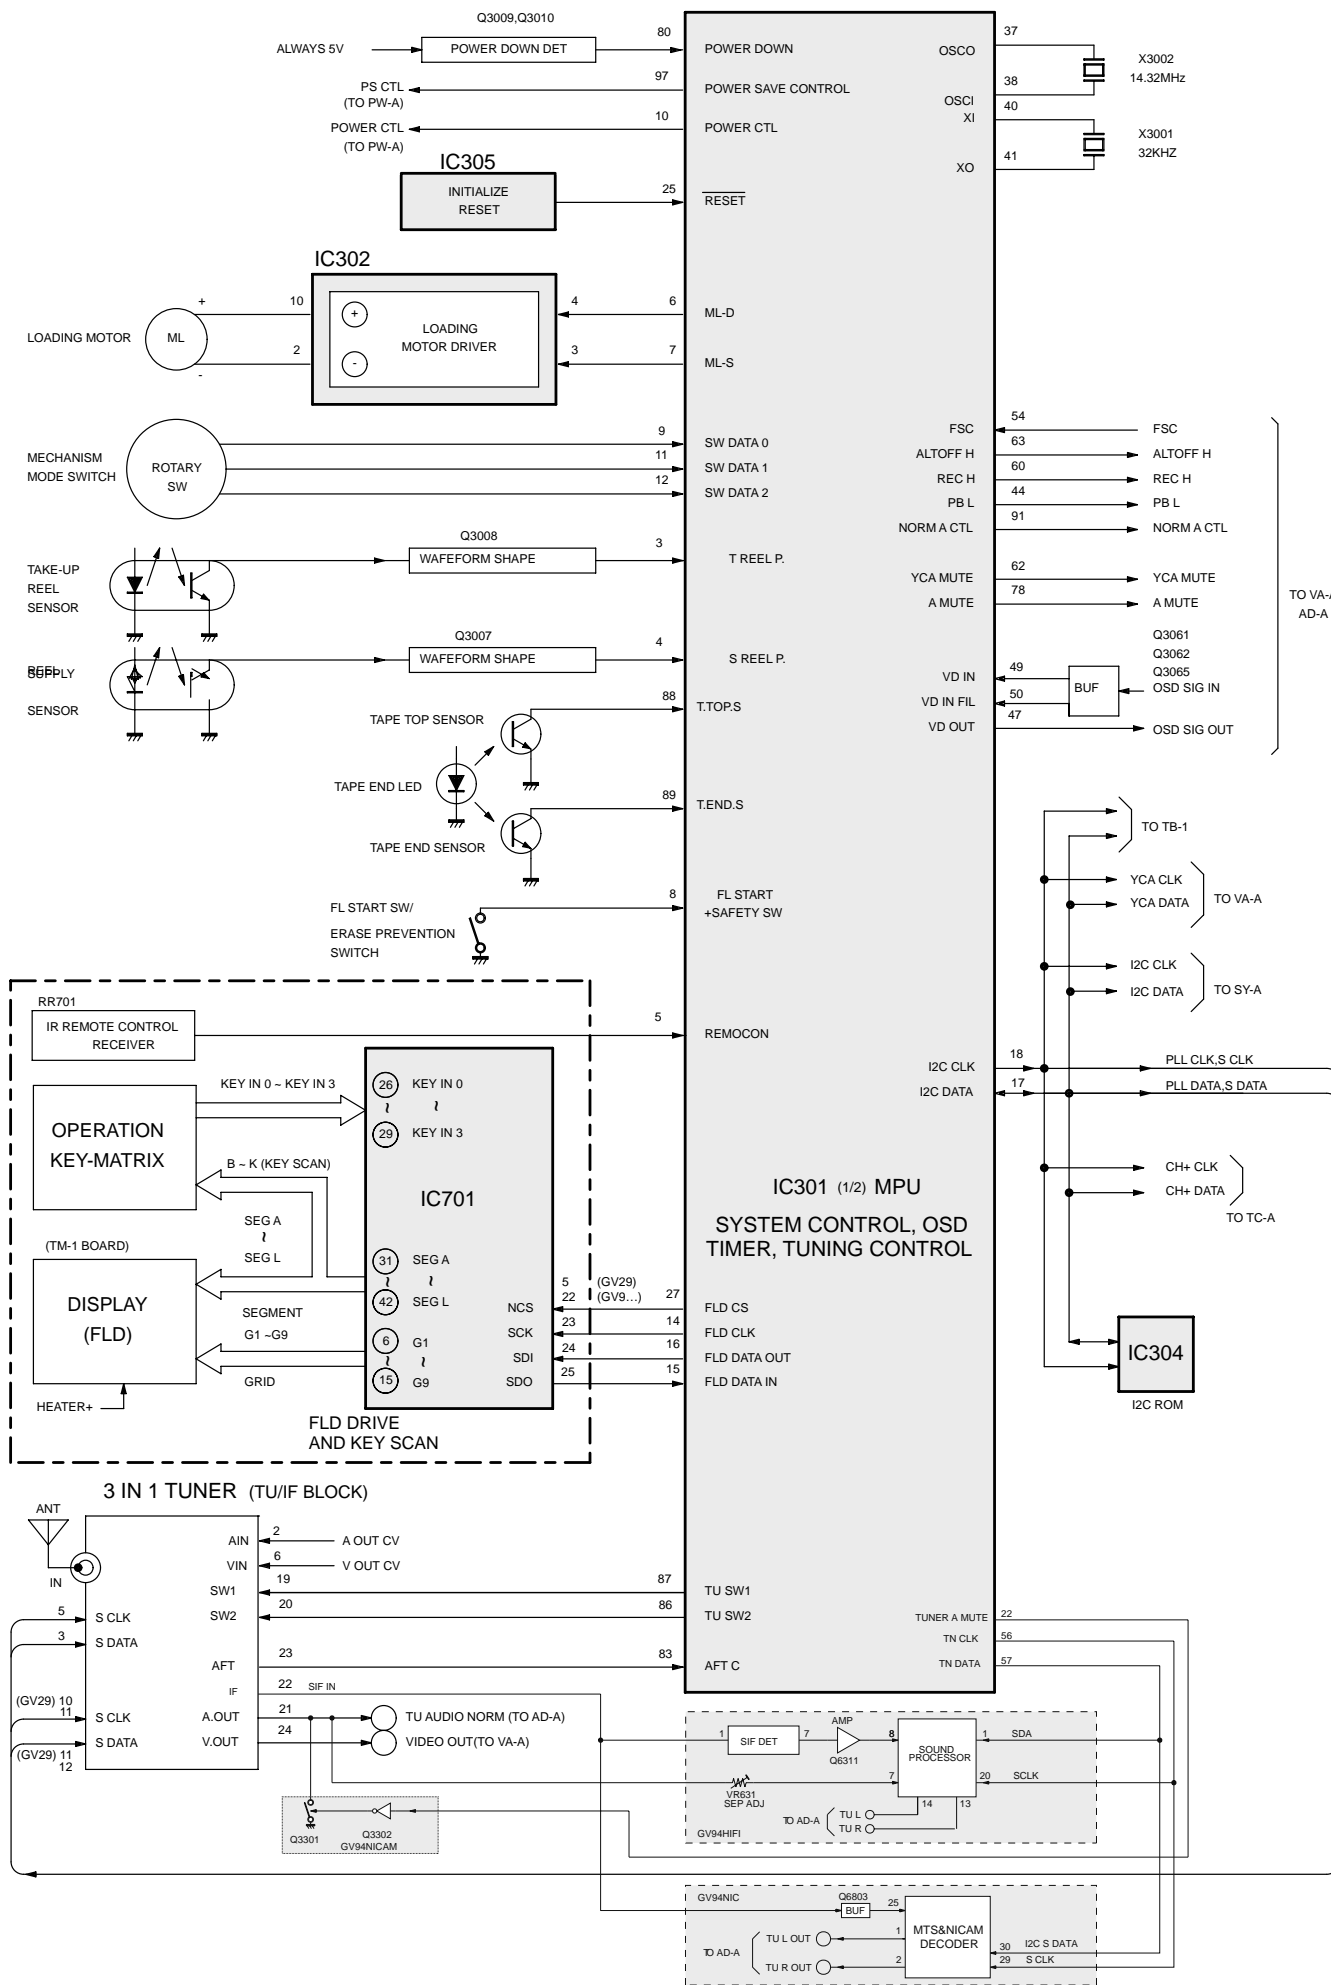 Q3009,Q3010
ALWAYS 5V
POWER DOWN DET
80
POWER DOWN
PS CTL
(TO PW-A)
97
POWER SAVE CONTROL
POWER CTL
(TO PW-A)
10
POWER CTL
IC305
INITIALIZE
RESET
25
RESET
OSCO
37
X3002
14.32MHz
OSCI
38
XI
40
X3001
32KHZ
XO
41
IC302
LOADING MOTOR
ML
+
-
10
2
+
-
LOADING
MOTOR DRIVER
4
6
ML-D
3
7
ML-S
MECHANISM
MODE SWITCH
ROTARY
SW
9
SW DATA 0
11
SW DATA 1
12
SW DATA 2
TAKE-UP
REEL
SENSOR
Q3008
WAFEFORM SHAPE
3
T REEL P.
REEL
SUPPLY
SENSOR
Q3007
WAFEFORM SHAPE
4
S REEL P.
TAPE TOP SENSOR
88
T.TOP.S
TAPE END LED
TAPE END SENSOR
89
T.END.S
FL START SW/
ERASE PREVENTION
SWITCH
8
FL START
+SAFETY SW
FSC
54
FSC
ALTOFF H
63
ALTOFF H
REC H
60
REC H
PB L
44
PB L
NORM A CTL
91
NORM A CTL
YCA MUTE
62
YCA MUTE
A MUTE
78
A MUTE
TO VA-A
AD-A
Q3061
Q3062
Q3065
VD IN
49
BUF
OSD SIG IN
VD IN FIL
50
VD OUT
47
OSD SIG OUT
TO TB-1
YCA CLK
YCA DATA
TO VA-A
I2C CLK
I2C DATA
TO SY-A
I2C CLK
18
PLL CLK,S CLK
I2C DATA
17
PLL DATA,S DATA
CH+ CLK
CH+ DATA
TO TC-A
IC304
I2C ROM
RR701
IR REMOTE CONTROL
RECEIVER
5
REMOCON
OPERATION
KEY-MATRIX
KEY IN 0 ~ KEY IN 3
26
KEY IN 0
~
~
29
KEY IN 3
B ~ K (KEY SCAN)
IC701
SEG A
~
SEG L
(TM-1 BOARD)
DISPLAY
(FLD)
SEGMENT
G1 ~G9
GRID
HEATER+
31
SEG A
~
~
42
SEG L
6
G1
~
~
15
G9
NCS
5
(GV29)
22
(GV9...)
27
FLD CS
SCK
23
14
FLD CLK
SDI
24
16
FLD DATA OUT
SDO
25
15
FLD DATA IN
FLD DRIVE
AND KEY SCAN
IC301 (1/2) MPU
SYSTEM CONTROL, OSD
TIMER, TUNING CONTROL
3 IN 1 TUNER (TU/IF BLOCK)
ANT
IN
AIN
2
A OUT CV
VIN
6
V OUT CV
SW1
19
87
TU SW1
SW2
20
86
TU SW2
5
S CLK
3
S DATA
AFT
23
83
AFT C
IF
22
SIF IN
(GV29) 10
11
S CLK
A.OUT
21
TU AUDIO NORM (TO AD-A)
(GV29) 11
12
S DATA
V.OUT
24
VIDEO OUT(TO VA-A)
Q3301
Q3302
GV94NICAM
TUNER A MUTE
22
TN CLK
56
TN DATA
57
1
SIF DET
7
AMP
Q6311
8
SOUND
PROCESSOR
1
SDA
VR631
SEP ADJ
7
20
SCLK
14
13
TO AD-A
TU L
TU R
GV94HIFI
GV94NIC
Q6803
BUF
25
MTS&NICAM
DECODER
TO AD-A
TU L OUT
1
TU R OUT
2
30
I2C S DATA
29
S CLK